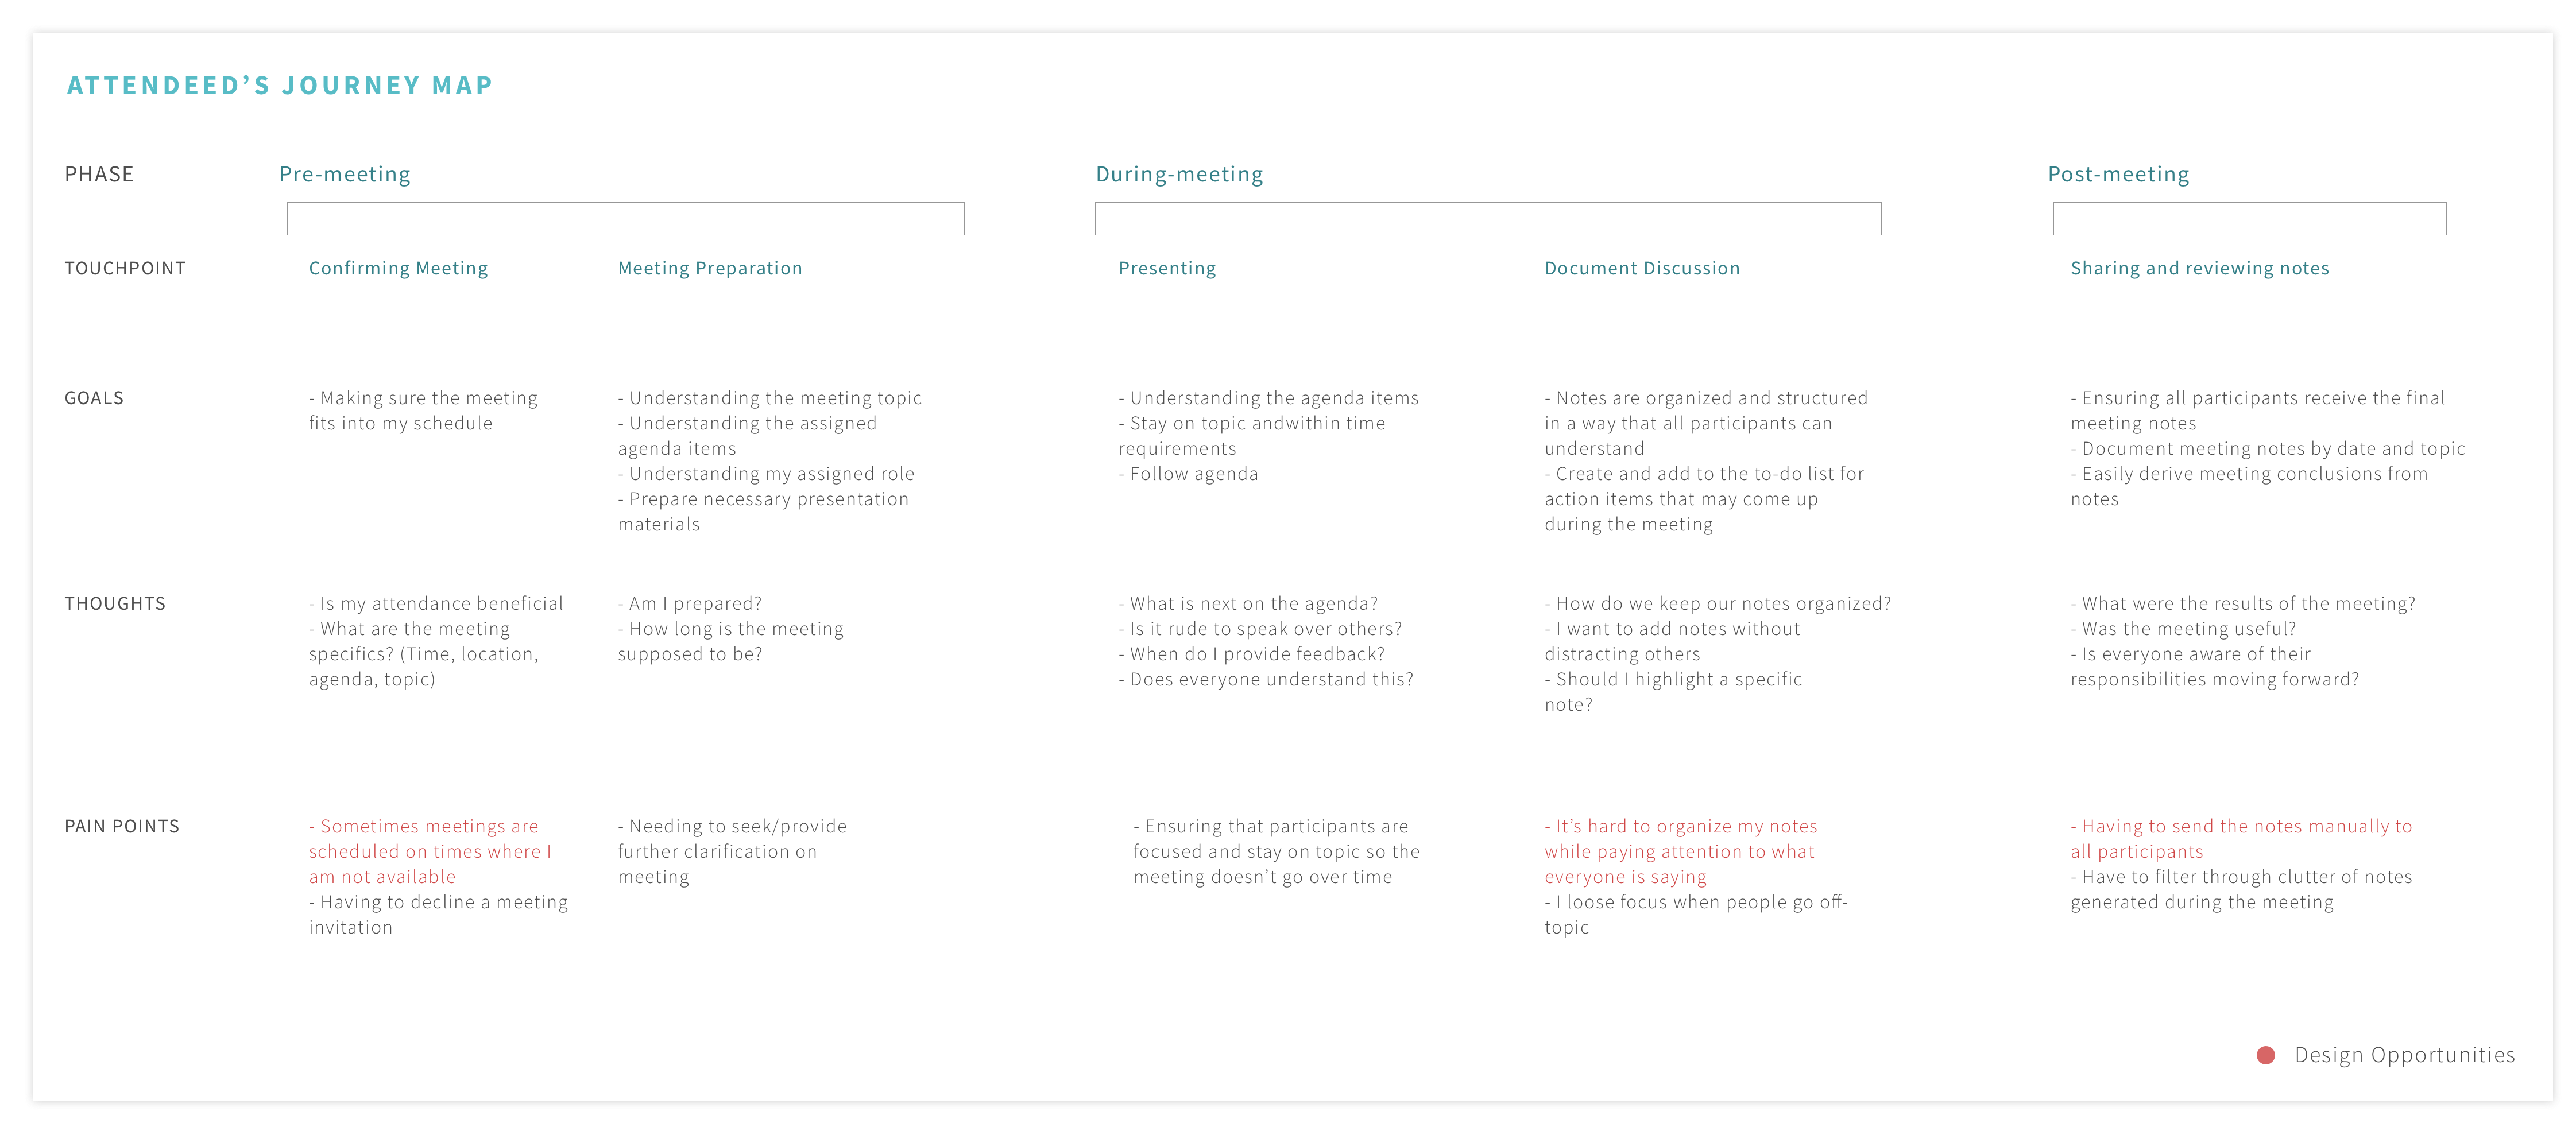 ATTENDEED’S JOURNEY MAP
PHASE
Pre-meeting
During-meeting
Post-meeting
TOUCHPOINT
Confirming Meeting
Meeting Preparation
Presenting
Document Discussion
Sharing and reviewing notes
GOALS
- Making sure the meeting
fits into my schedule
- Understanding the meeting topic
- Understanding the assigned
agenda items
- Understanding my assigned role
- Prepare necessary presentation
materials
- Understanding the agenda items
- Stay on topic andwithin time
requirements
- Follow agenda
- Notes are organized and structured
in a way that all participants can
understand
- Create and add to the to-do list for
action items that may come up
during the meeting
- Ensuring all participants receive the final
meeting notes
- Document meeting notes by date and topic
- Easily derive meeting conclusions from
notes
THOUGHTS
- Is my attendance beneficial
- What are the meeting
specifics? (Time, location,
agenda, topic)
- Am I prepared?
- How long is the meeting
supposed to be?
- What is next on the agenda?
- Is it rude to speak over others?
- When do I provide feedback?
- Does everyone understand this?
- How do we keep our notes organized?
- I want to add notes without
distracting others
- Should I highlight a specific
note?
- What were the results of the meeting?
- Was the meeting useful?
- Is everyone aware of their
responsibilities moving forward?
PAIN POINTS
- Sometimes meetings are
scheduled on times where I
am not available
- Having to decline a meeting
invitation
- Needing to seek/provide
further clarification on
meeting
- Ensuring that participants are
focused and stay on topic so the
meeting doesn’t go over time
- It’s hard to organize my notes
while paying attention to what
everyone is saying
- I loose focus when people go off-
topic
- Having to send the notes manually to
all participants
- Have to filter through clutter of notes
generated during the meeting
Design Opportunities